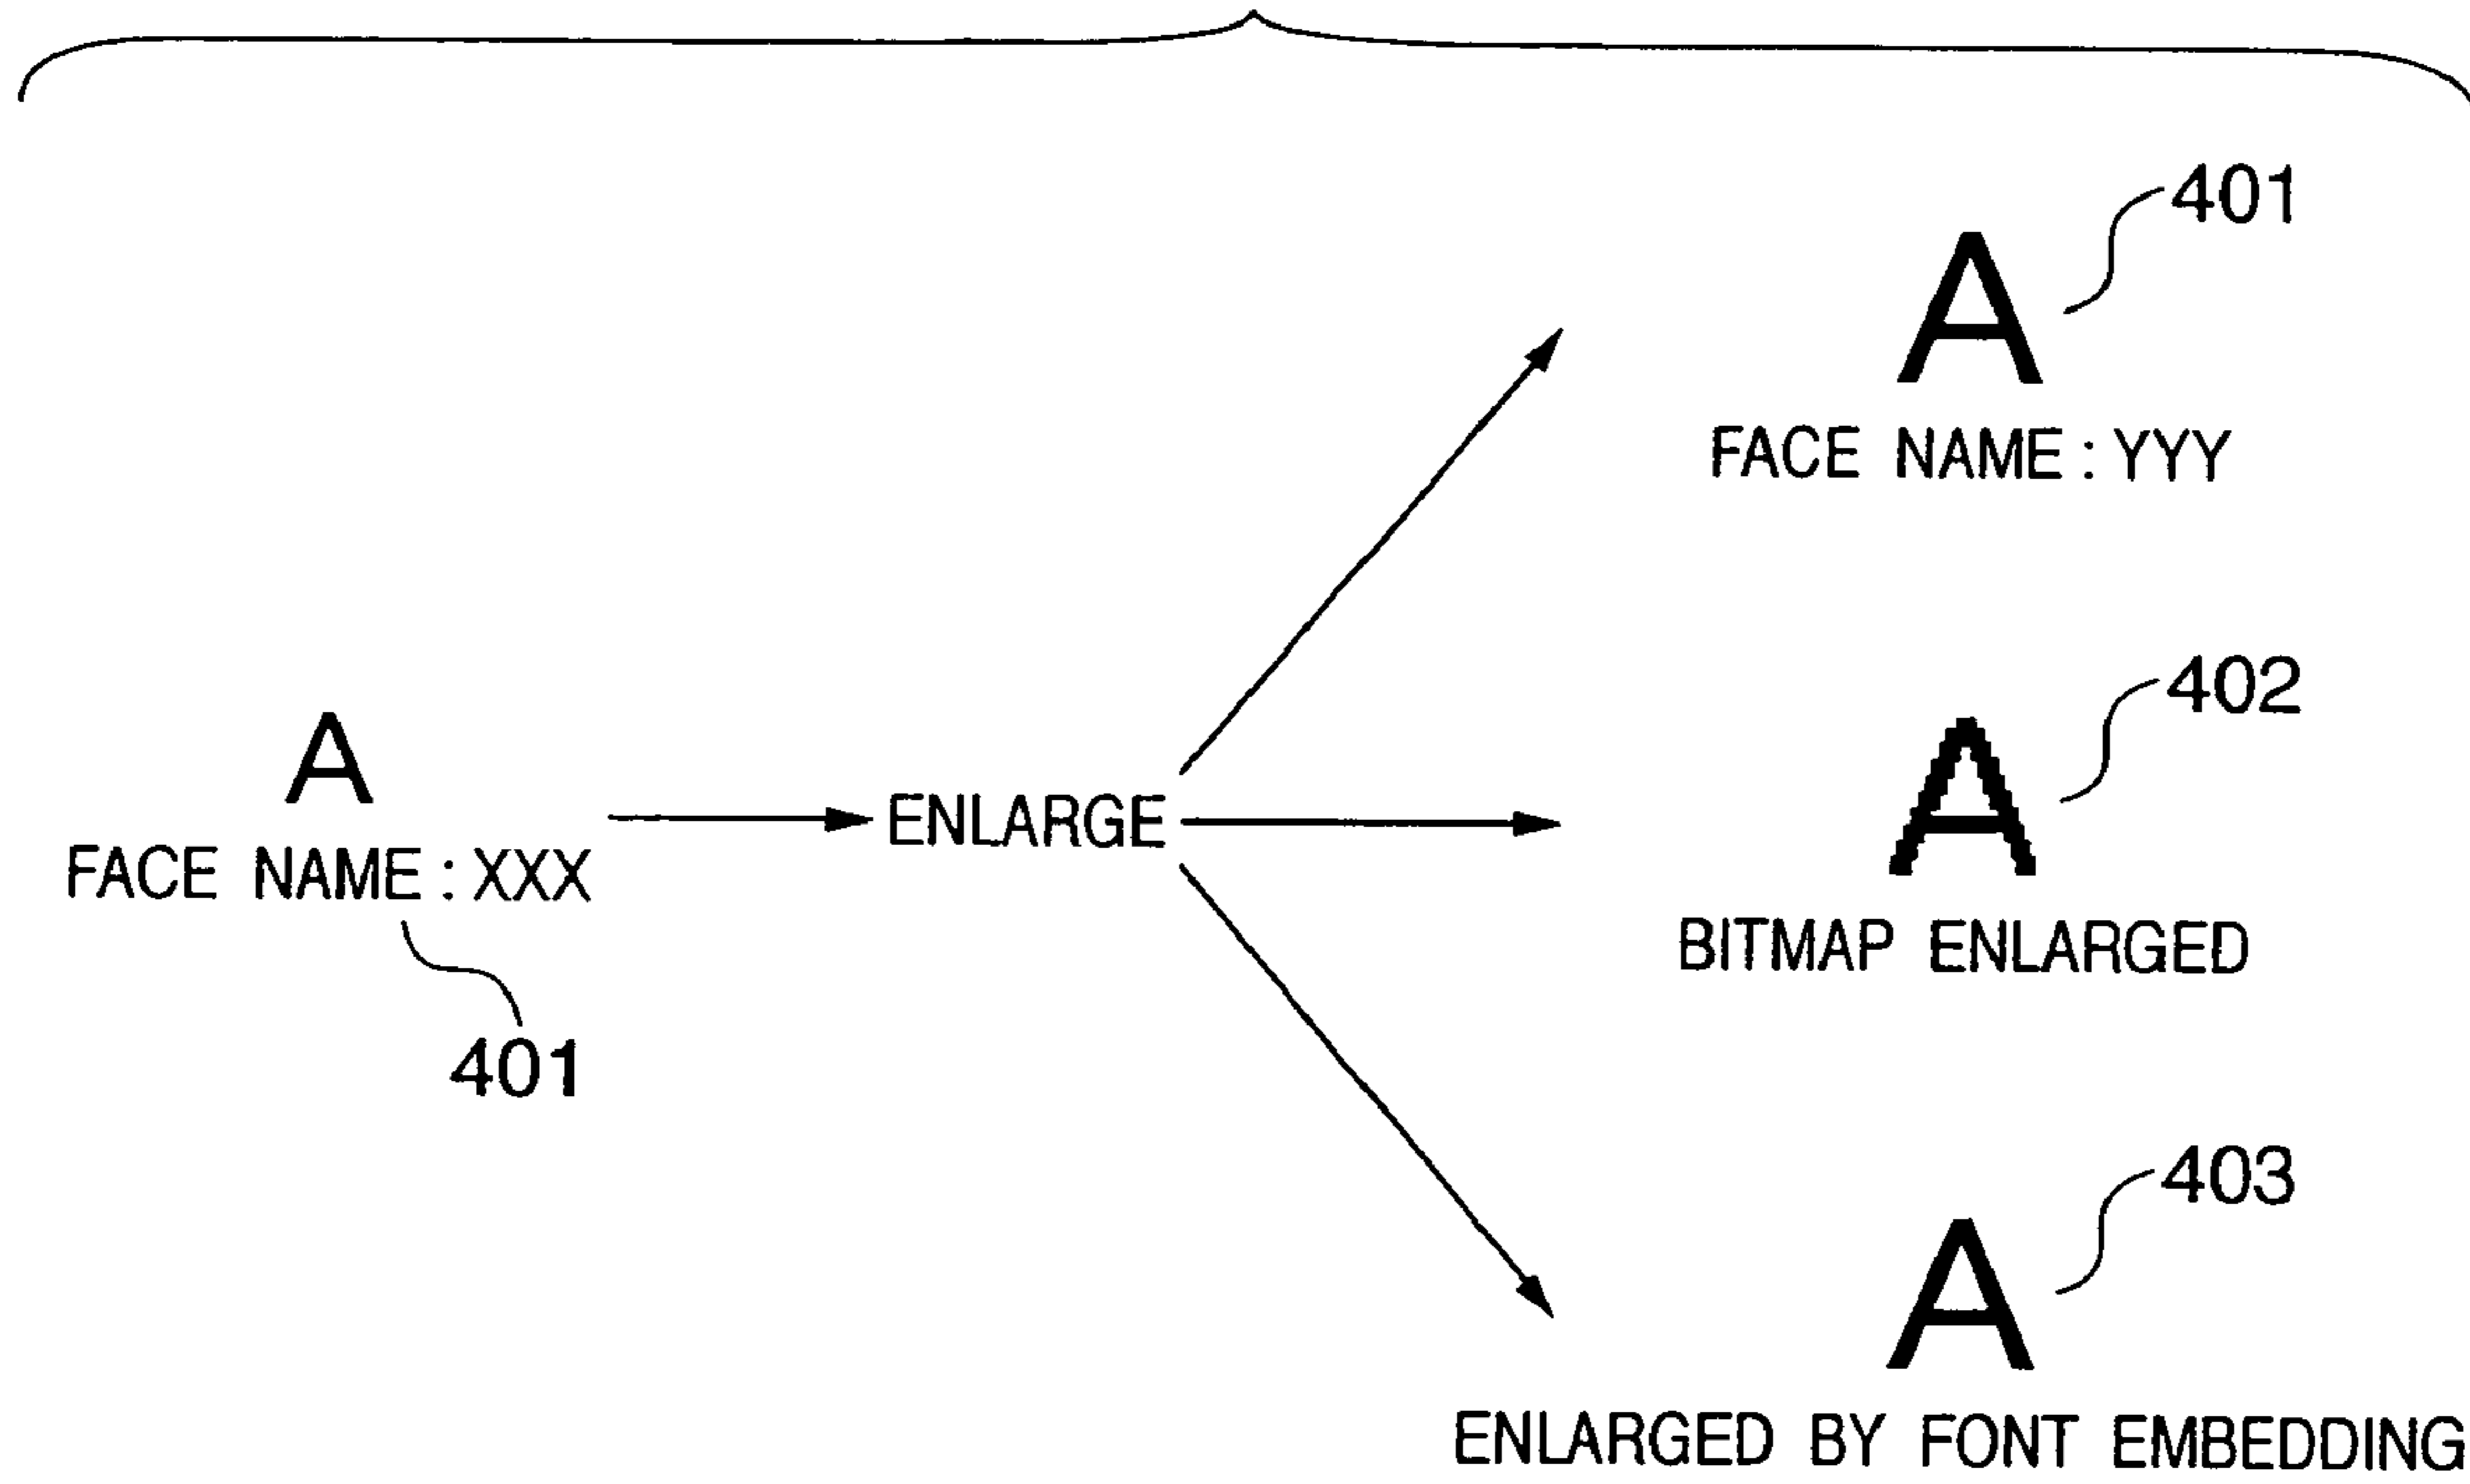 A
FACE NAME : XXX
401
ENLARGE
401
A
FACE NAME : YYY
402
A
BITMAP ENLARGED
403
A
ENLARGED BY FONT EMBEDDING